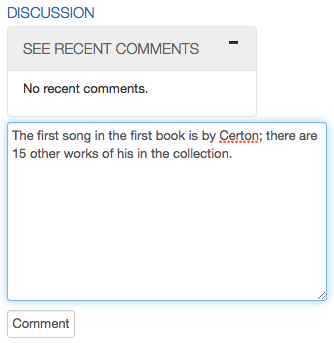 DISCUSSION
SEE RECENT COMMENTS
No recent comments.
The first song in the first book is by Certon; there are
15 other works of his in the collection.
Comment